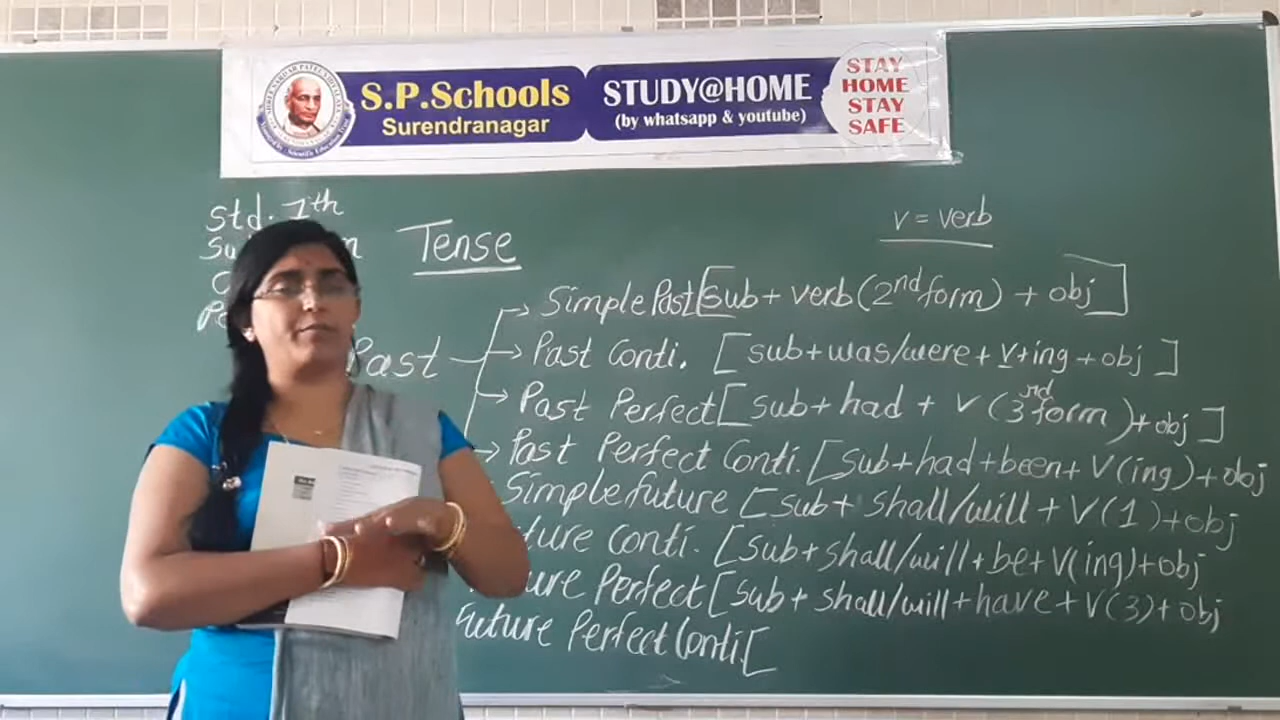 S.P.Schools
Surendranagar
STUDY@HOME
(by whatsapp & youtube)
STAY
HOME
STAY
SAFE
Std. 7th
Tense
v = verb
Past
Simple Past [sub + verb (2nd form) + obj]
Past Conti. [sub+was/were + v+ing + obj]
Past Perfect [sub + had + v (3rd form) + obj]
Past Perfect Conti. [sub+had+been+ V(ing) + obj
Simple future [sub + shall/will + V(1) + obj
ture conti. [sub+shall/will + be + V(ing) + obj
ure Perfect [sub + shall/will + have + V(3) + obj
Future Perfect Conti. [